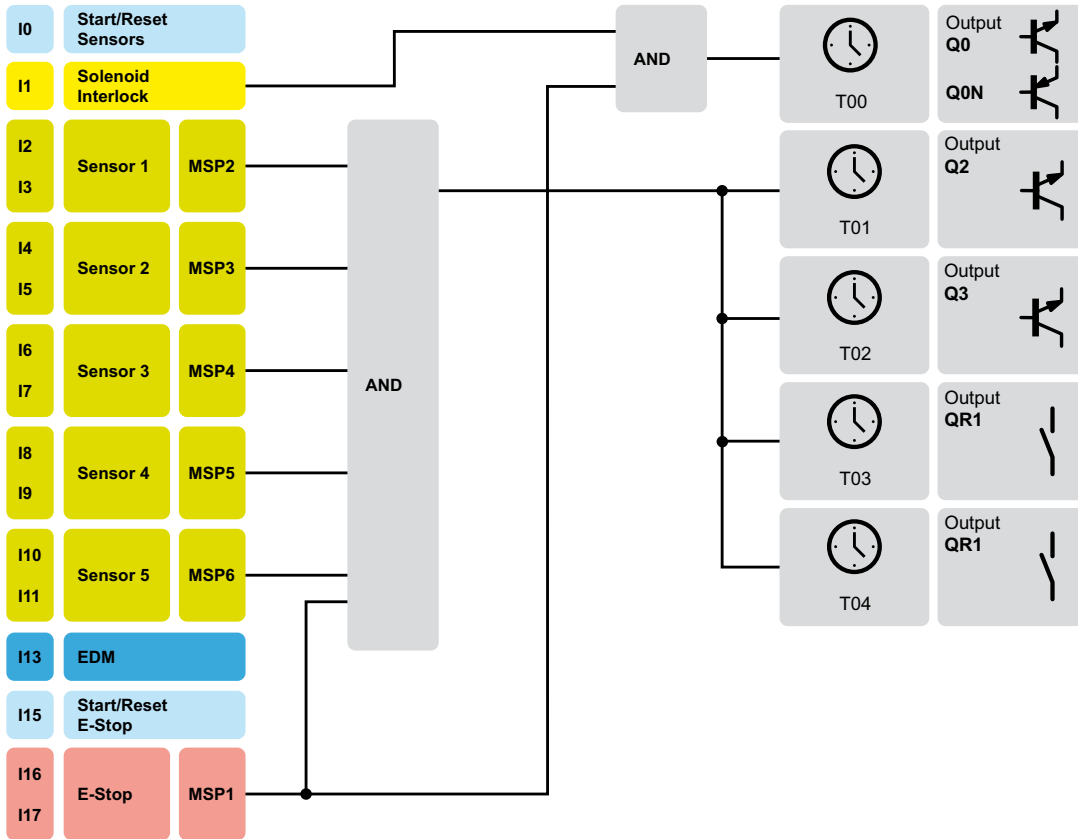 I0
Start/Reset
Sensors
I1
Solenoid
Interlock
I2
I3
Sensor 1
MSP2
I4
I5
Sensor 2
MSP3
I6
I7
Sensor 3
MSP4
I8
I9
Sensor 4
MSP5
I10
I11
Sensor 5
MSP6
I13
EDM
I15
Start/Reset
E-Stop
I16
I17
E-Stop
MSP1
AND
AND
T00
Output
Q0
Q0N
T01
Output
Q2
T02
Output
Q3
T03
Output
QR1
T04
Output
QR1